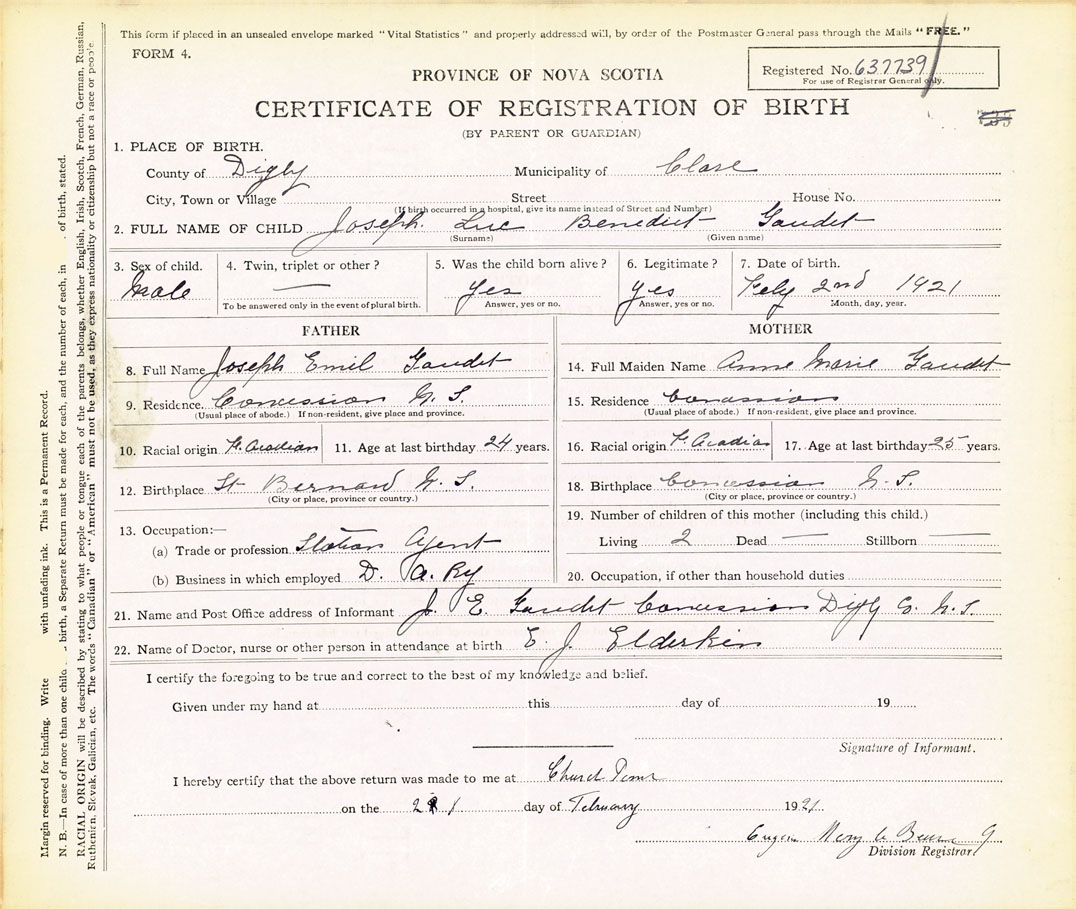 This form if placed in an unsealed envelope marked "Vital Statistics" and properly addressed will, by order of the Postmaster General pass through the Mails "FREE."
FORM 4.
Registered No. 637739
For use of Registrar General only.
PROVINCE OF NOVA SCOTIA
CERTIFICATE OF REGISTRATION OF BIRTH
(BY PARENT OR GUARDIAN)
1. PLACE OF BIRTH.
County of Digby Municipality of Clare
City, Town or Village Street House No.
(If birth occurred in a hospital, give its name instead of Street and Number)
2. FULL NAME OF CHILD Joseph Luc Benedict Gaudet
(Surname) (Given name)
3. Sex of child. 4. Twin, triplet or other? 5. Was the child born alive? 6. Legitimate? 7. Date of birth.
Male — Yes Yes Feby 2nd 1921
To be answered only in the event of plural birth. Answer, yes or no. Answer, yes or no. Month, day, year.
FATHER
8. Full Name Joseph Emil Gaudet
9. Residence Concession N.S.
(Usual place of abode.) If non-resident, give place and province.
10. Racial origin F. Acadian 11. Age at last birthday 24 years.
12. Birthplace St Bernard N.S.
(City or place, province or country.)
13. Occupation:—
(a) Trade or profession Station Agent
(b) Business in which employed D. A. Ry
MOTHER
14. Full Maiden Name Anne Marie Gaudet
15. Residence Concession
(Usual place of abode.) If non-resident, give place and province.
16. Racial origin F. Acadian 17. Age at last birthday 25 years.
18. Birthplace Concession N.S.
(City or place, province or country.)
19. Number of children of this mother (including this child.)
Living 2 Dead — Stillborn —
20. Occupation, if other than household duties
21. Name and Post Office address of Informant J. E. Gaudet Concession Digby Co. N.S.
22. Name of Doctor, nurse or other person in attendance at birth E. J. Elderkin
I certify the foregoing to be true and correct to the best of my knowledge and belief.
Given under my hand at this day of 19
Signature of Informant.
I hereby certify that the above return was made to me at Church Point
on the day of February 1921
Division Registrar
Margin reserved for binding. Write with unfading ink. This is a Permanent Record.
N. B.—In case of more than one child birth, a Separate Return must be made for each, and the number of each, in of birth, stated.
RACIAL ORIGIN will be described by stating to what people or tongue each of the parents belongs, whether English, Irish, Scotch, French, German, Russian,
Ruthenian, Slovak, Galician, etc. The words "Canadian" or "American" must not be used, as they express nationality or citizenship but not a race or people